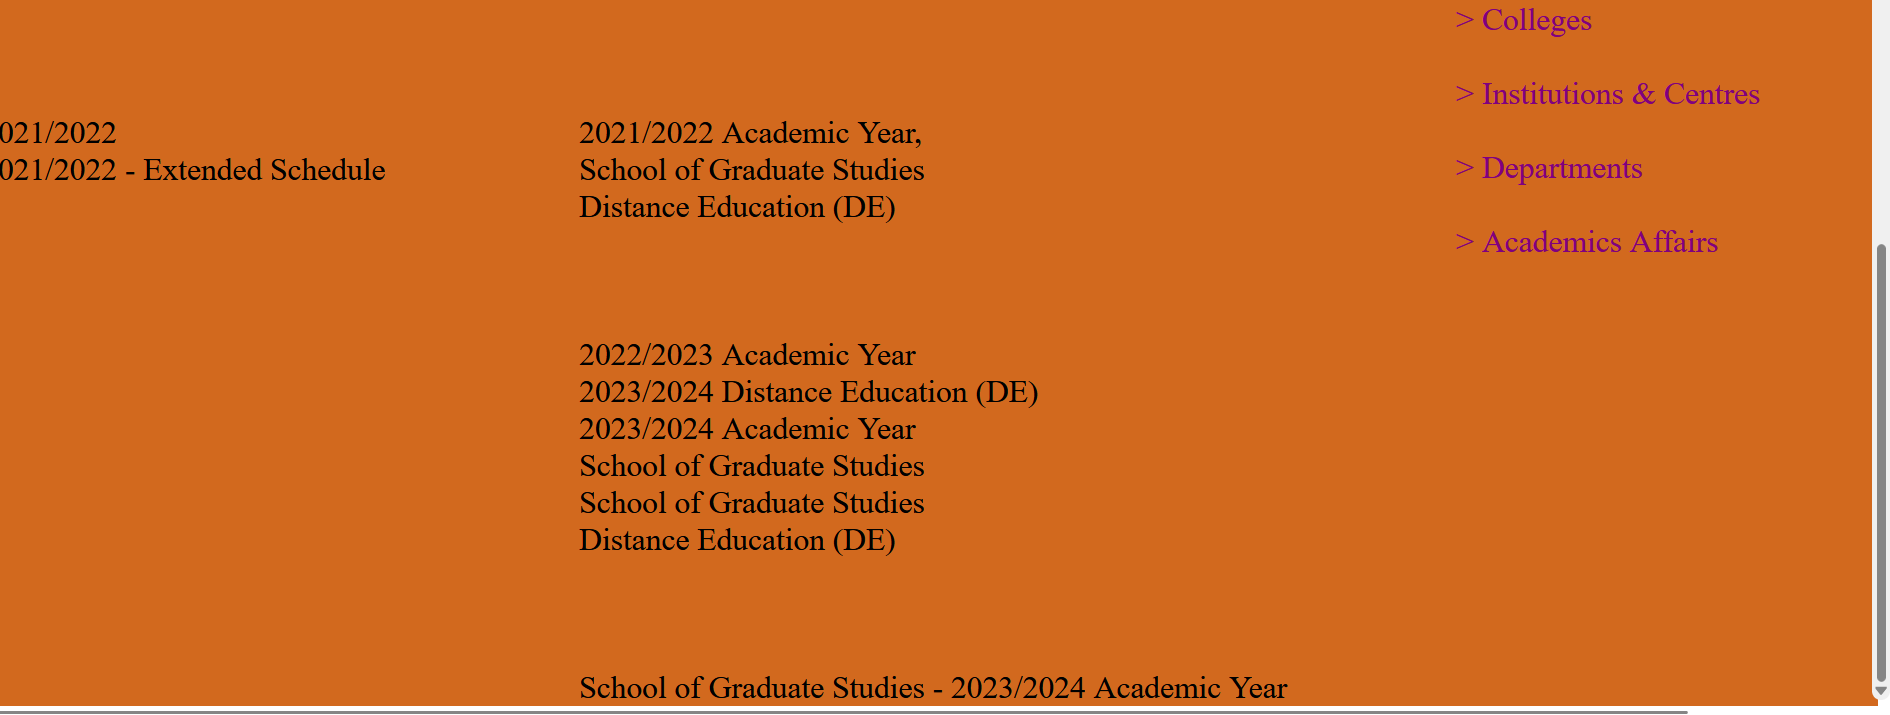 > Colleges
> Institutions & Centres
> Departments
> Academics Affairs
021/2022
021/2022 - Extended Schedule
2021/2022 Academic Year,
School of Graduate Studies
Distance Education (DE)
2022/2023 Academic Year
2023/2024 Distance Education (DE)
2023/2024 Academic Year
School of Graduate Studies
School of Graduate Studies
Distance Education (DE)
School of Graduate Studies - 2023/2024 Academic Year